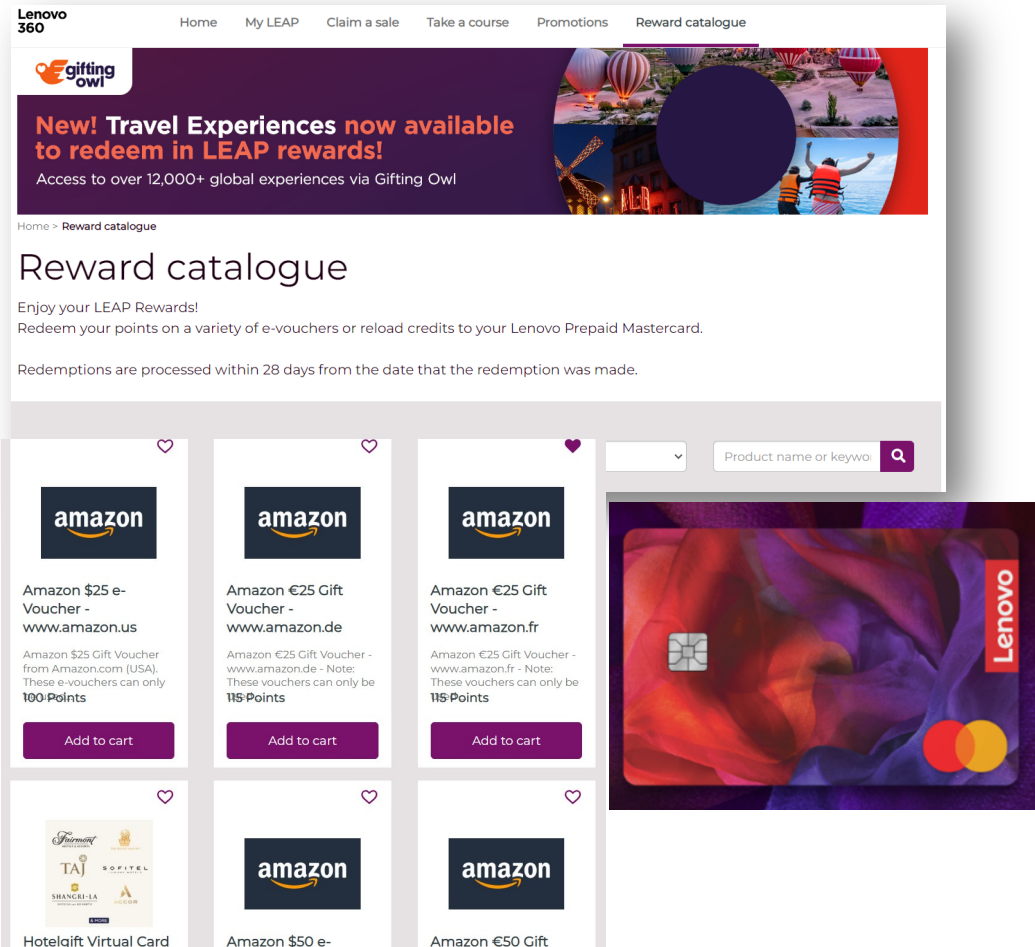 Lenovo
360
Home My LEAP Claim a sale Take a course Promotions Reward catalogue
gifting
owl
New! Travel Experiences now available
to redeem in LEAP rewards!
Access to over 12,000+ global experiences via Gifting Owl
Home > Reward catalogue
Reward catalogue
Enjoy your LEAP Rewards!
Redeem your points on a variety of e-vouchers or reload credits to your Lenovo Prepaid Mastercard.
Redemptions are processed within 28 days from the date that the redemption was made.
Product name or keywo
amazon
Amazon $25 e-
Voucher -
www.amazon.us
Amazon $25 Gift Voucher
from Amazon.com (USA).
These e-vouchers can only
100 Points
Add to cart
amazon
Amazon €25 Gift
Voucher -
www.amazon.de
Amazon €25 Gift Voucher -
www.amazon.de - Note:
These vouchers can only be
115 Points
Add to cart
amazon
Amazon €25 Gift
Voucher -
www.amazon.fr
Amazon €25 Gift Voucher -
www.amazon.fr - Note:
These vouchers can only be
115 Points
Add to cart
Lenovo
Fairmont
TAJ
SOFITEL
SHANGRI-LA
ACCOR
& MORE
Hotelgift Virtual Card
amazon
Amazon $50 e-
amazon
Amazon €50 Gift